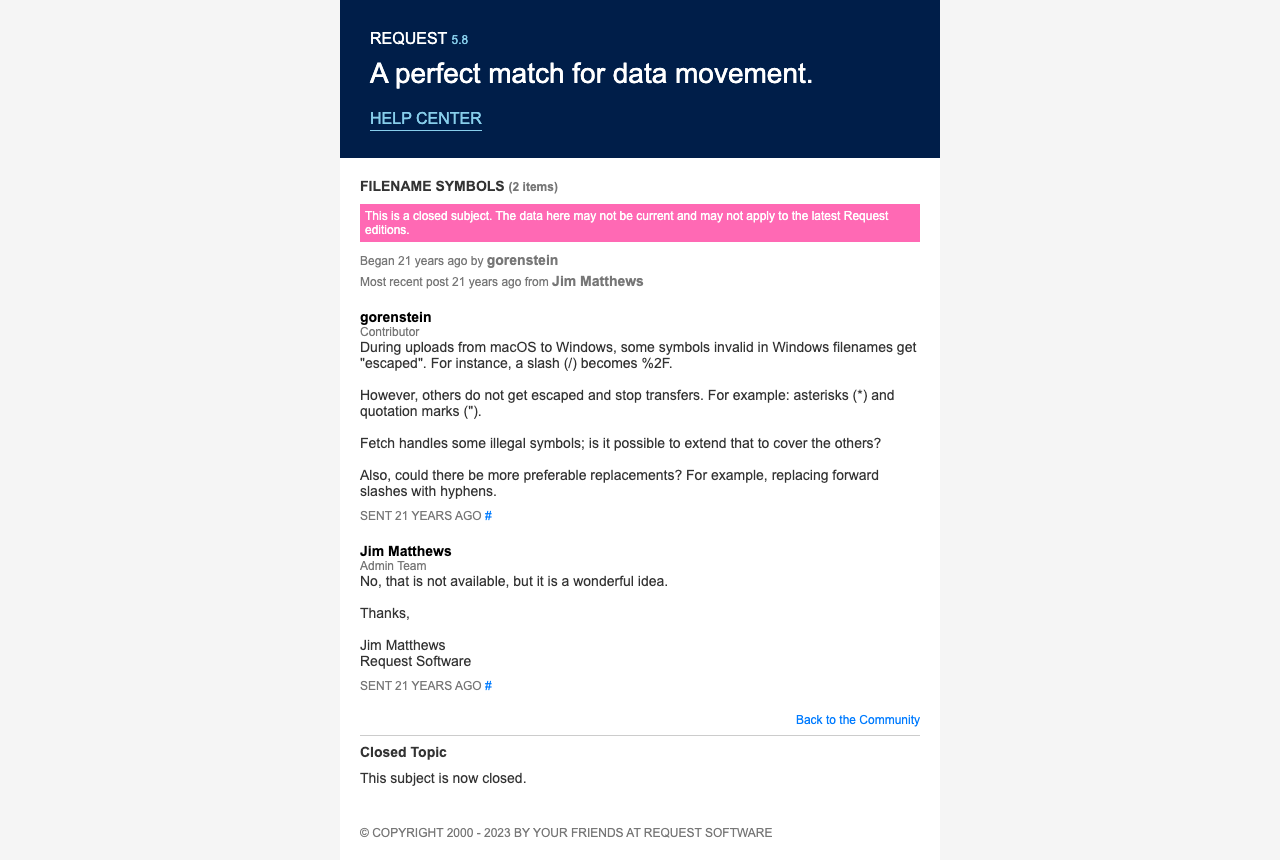 REQUEST 5.8
A perfect match for data movement.
HELP CENTER
FILENAME SYMBOLS (2 items)
This is a closed subject. The data here may not be current and may not apply to the latest Request
editions.
Began 21 years ago by gorenstein
Most recent post 21 years ago from Jim Matthews
gorenstein
Contributor
During uploads from macOS to Windows, some symbols invalid in Windows filenames get
"escaped". For instance, a slash (/) becomes %2F.
However, others do not get escaped and stop transfers. For example: asterisks (*) and
quotation marks (").
Fetch handles some illegal symbols; is it possible to extend that to cover the others?
Also, could there be more preferable replacements? For example, replacing forward
slashes with hyphens.
SENT 21 YEARS AGO #
Jim Matthews
Admin Team
No, that is not available, but it is a wonderful idea.
Thanks,
Jim Matthews
Request Software
SENT 21 YEARS AGO #
Back to the Community
Closed Topic
This subject is now closed.
© COPYRIGHT 2000 - 2023 BY YOUR FRIENDS AT REQUEST SOFTWARE